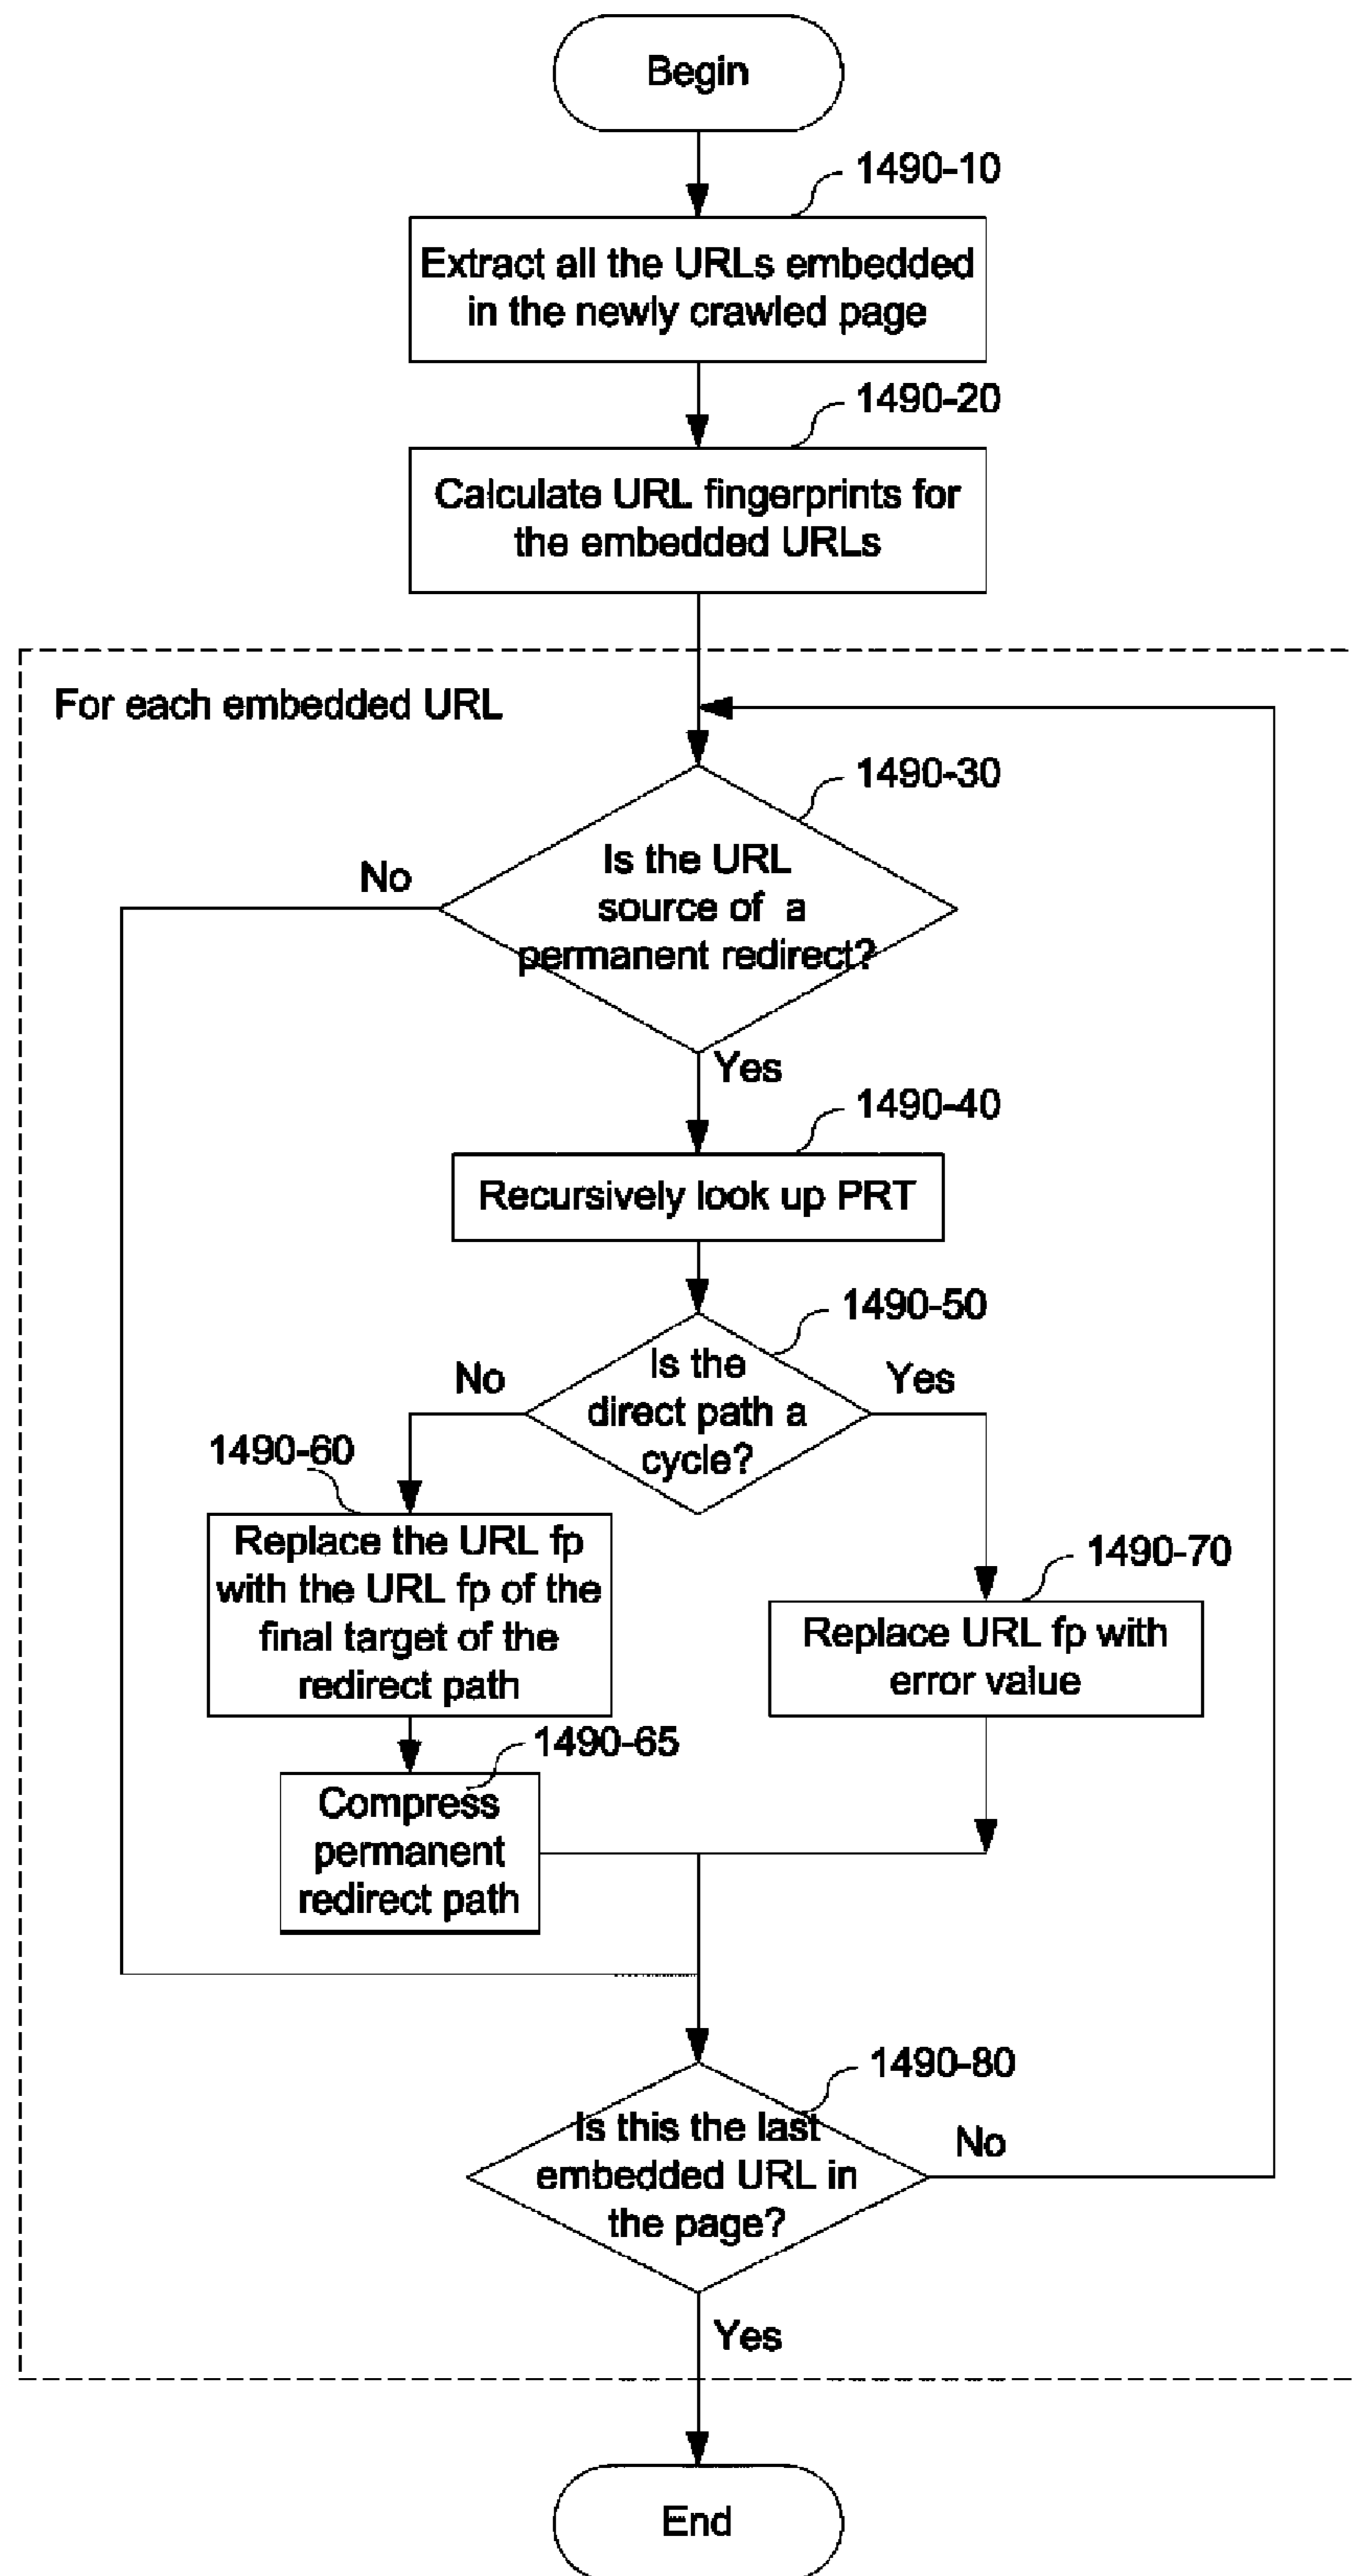 Begin
1490-10
Extract all the URLs embedded
in the newly crawled page
1490-20
Calculate URL fingerprints for
the embedded URLs
For each embedded URL
1490-30
Is the URL
source of a
permanent redirect?
No
Yes
1490-40
Recursively look up PRT
1490-50
Is the
direct path a
cycle?
No
Yes
1490-60
Replace the URL fp
with the URL fp of the
final target of the
redirect path
1490-70
Replace URL fp with
error value
1490-65
Compress
permanent
redirect path
1490-80
Is this the last
embedded URL in
the page?
No
Yes
End